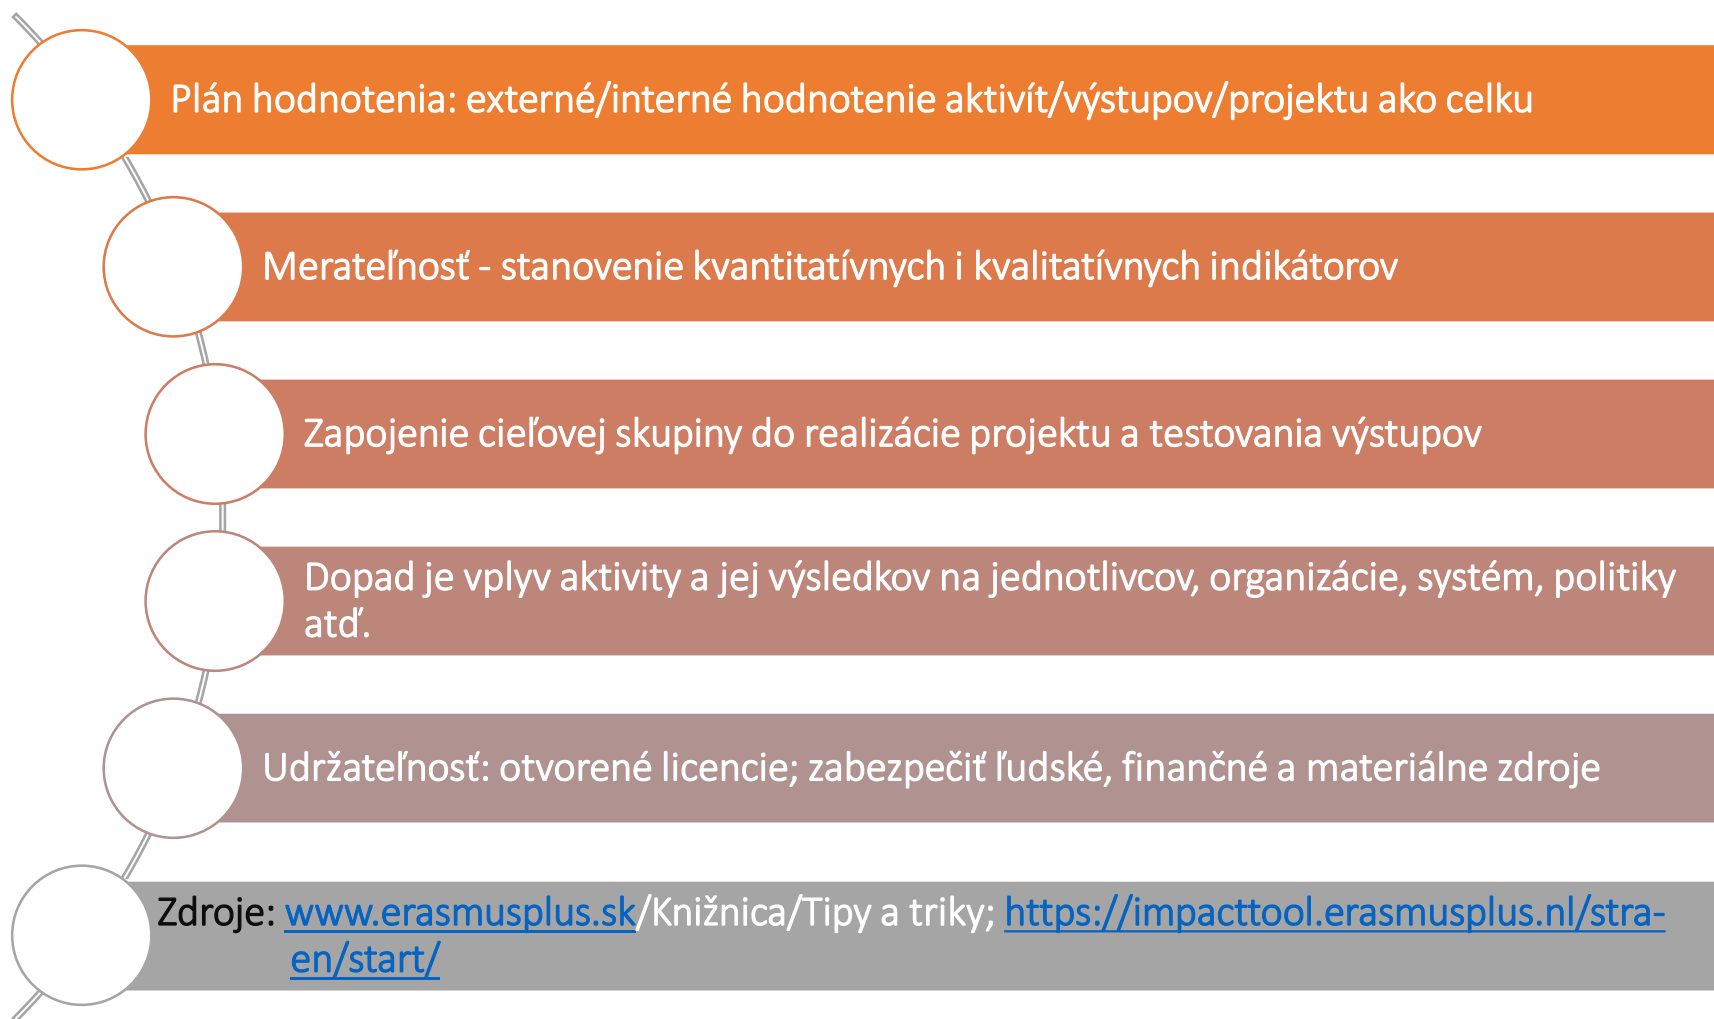 Plán hodnotenia: externé/interné hodnotenie aktivít/výstupov/projektu ako celku
Merateľnosť - stanovenie kvantitatívnych i kvalitatívnych indikátorov
Zapojenie cieľovej skupiny do realizácie projektu a testovania výstupov
Dopad je vplyv aktivity a jej výsledkov na jednotlivcov, organizácie, systém, politiky
atď.
Udržateľnosť: otvorené licencie; zabezpečiť ľudské, finančné a materiálne zdroje
Zdroje: www.erasmusplus.sk/Knižnica/Tipy a triky; https://impacttool.erasmusplus.nl/stra-
en/start/